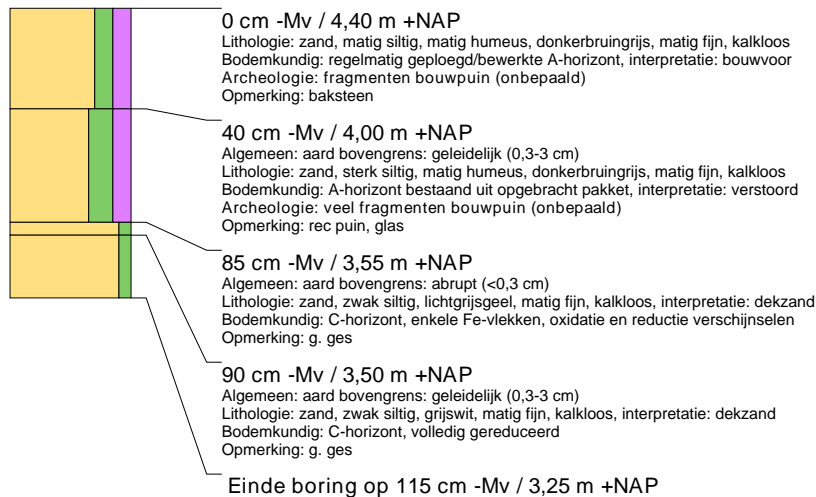 0 cm -Mv / 4,40 m +NAP
Lithologie: zand, matig siltig, matig humeus, donkerbruingrijs, matig fijn, kalkloos
Bodemkundig: regelmatig geploegd/bewerkte A-horizont, interpretatie: bouwvoor
Archeologie: fragmenten bouwpuin (onbepaald)
Opmerking: baksteen
40 cm -Mv / 4,00 m +NAP
Algemeen: aard bovengrens: geleidelijk (0,3-3 cm)
Lithologie: zand, sterk siltig, matig humeus, donkerbruingrijs, matig fijn, kalkloos
Bodemkundig: A-horizont bestaand uit opgebracht pakket, interpretatie: verstoord
Archeologie: veel fragmenten bouwpuin (onbepaald)
Opmerking: rec puin, glas
85 cm -Mv / 3,55 m +NAP
Algemeen: aard bovengrens: abrupt (<0,3 cm)
Lithologie: zand, zwak siltig, lichtgrijsgeel, matig fijn, kalkloos, interpretatie: dekzand
Bodemkundig: C-horizont, enkele Fe-vlekken, oxidatie en reductie verschijnselen
Opmerking: g. ges
90 cm -Mv / 3,50 m +NAP
Algemeen: aard bovengrens: geleidelijk (0,3-3 cm)
Lithologie: zand, zwak siltig, grijswit, matig fijn, kalkloos, interpretatie: dekzand
Bodemkundig: C-horizont, volledig gereduceerd
Opmerking: g. ges
Einde boring op 115 cm -Mv / 3,25 m +NAP